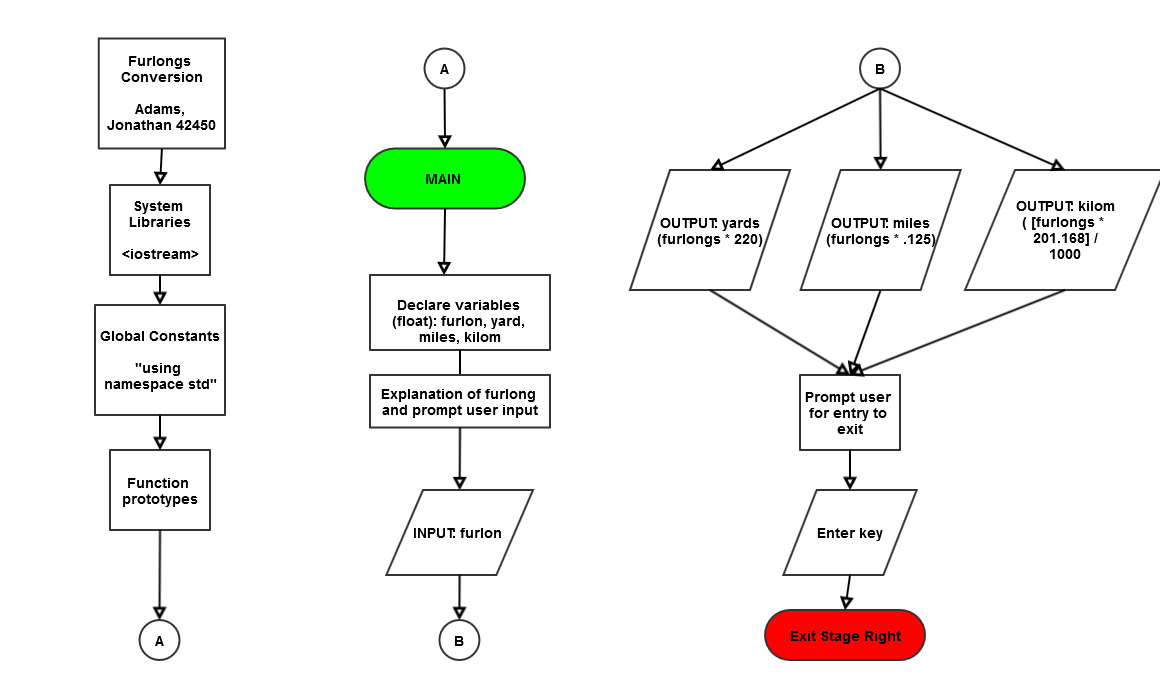 Furlongs
Conversion
Adams,
Jonathan 42450
System
Libraries
<iostream>
Global Constants
"using
namespace std"
Function
prototypes
A
A
MAIN
Declare variables
(float): furlon, yard,
miles, kilom
Explanation of furlong
and prompt user input
INPUT: furlon
B
B
OUTPUT: yards
(furlongs * 220)
OUTPUT: miles
(furlongs * .125)
OUTPUT: kilom
( [furlongs *
201.168] /
1000
Prompt user
for entry to
exit
Enter key
Exit Stage Right